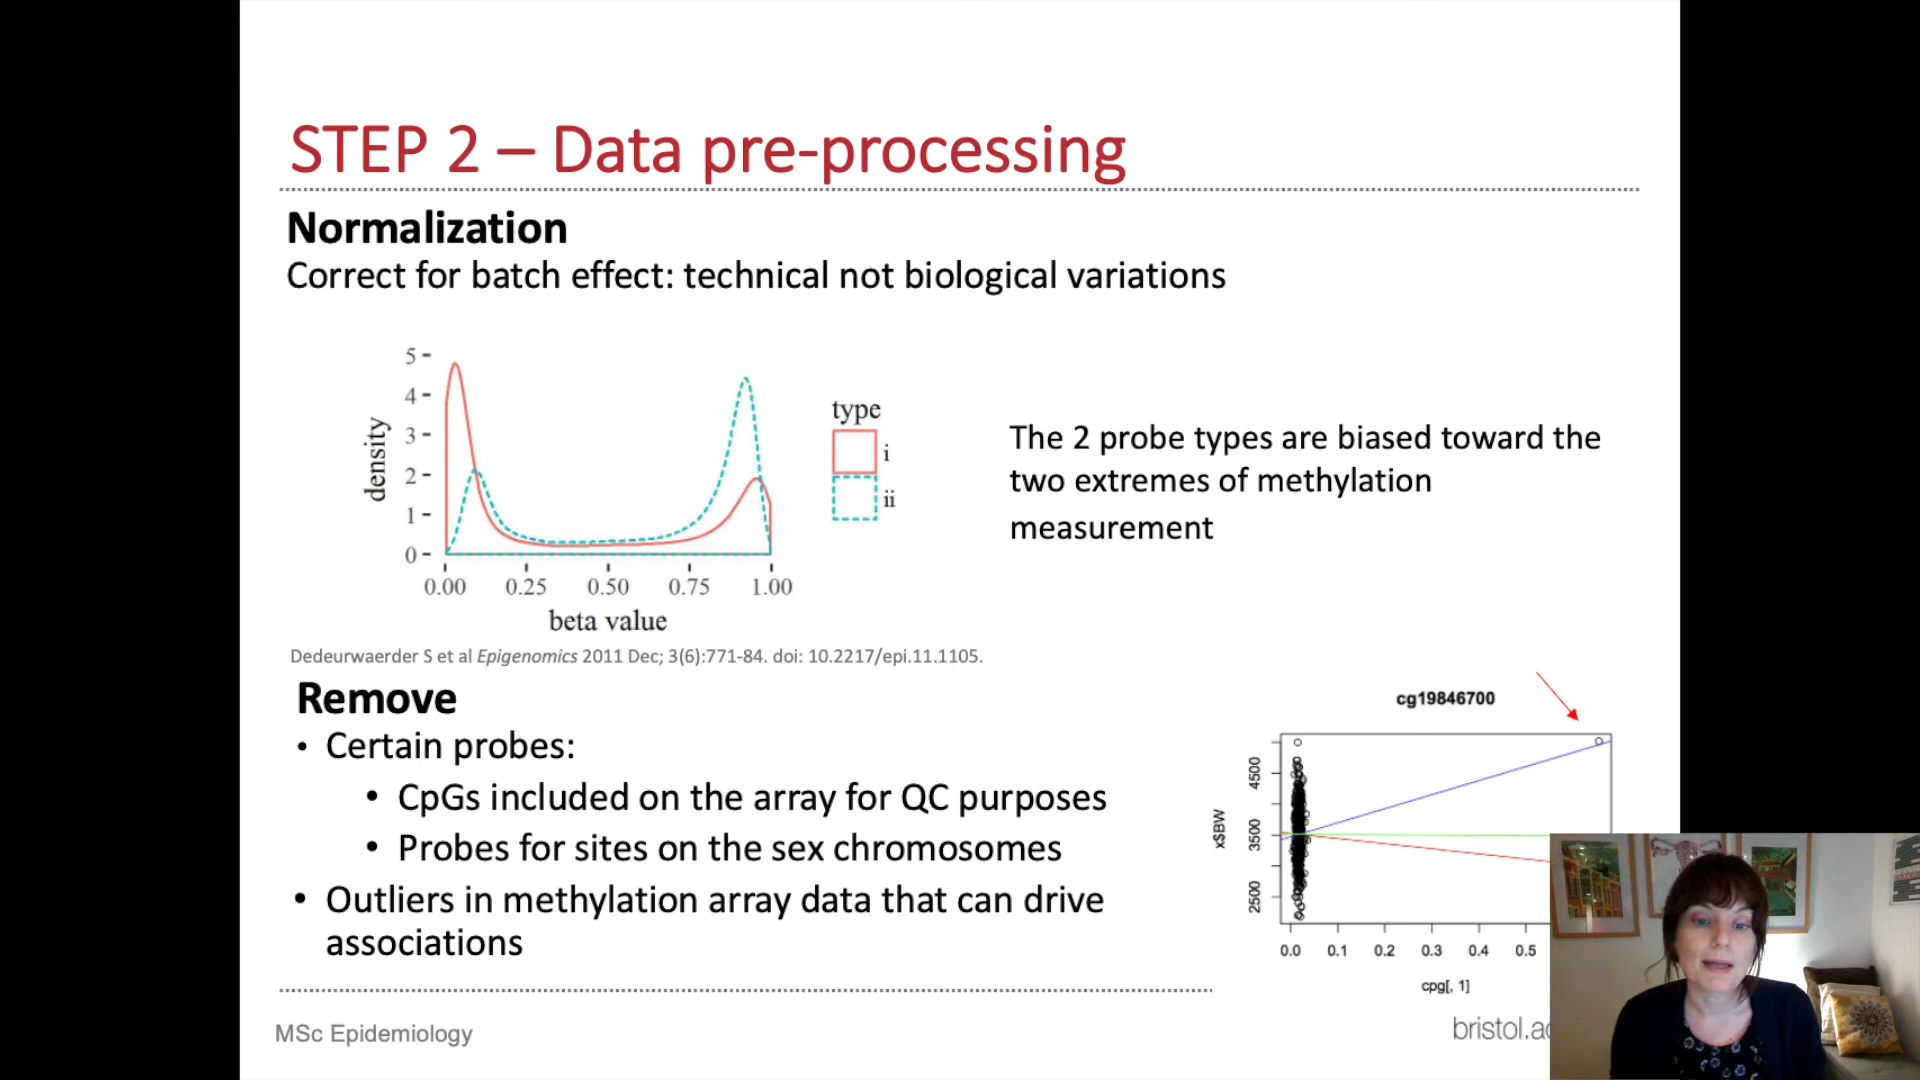 STEP 2 – Data pre-processing
Normalization
Correct for batch effect: technical not biological variations
5
4
3
2
1
0
density
0.00 0.25 0.50 0.75 1.00
beta value
type
i
ii
The 2 probe types are biased toward the
two extremes of methylation
measurement
Dedeurwaerder S et al Epigenomics 2011 Dec; 3(6):771-84. doi: 10.2217/epi.11.1105.
Remove
• Certain probes:
• CpGs included on the array for QC purposes
• Probes for sites on the sex chromosomes
• Outliers in methylation array data that can drive
associations
cg19846700
x$BW
4500
3500
2500
0.0 0.1 0.2 0.3 0.4 0.5
cpg[, 1]
MSc Epidemiology
bristol.ac